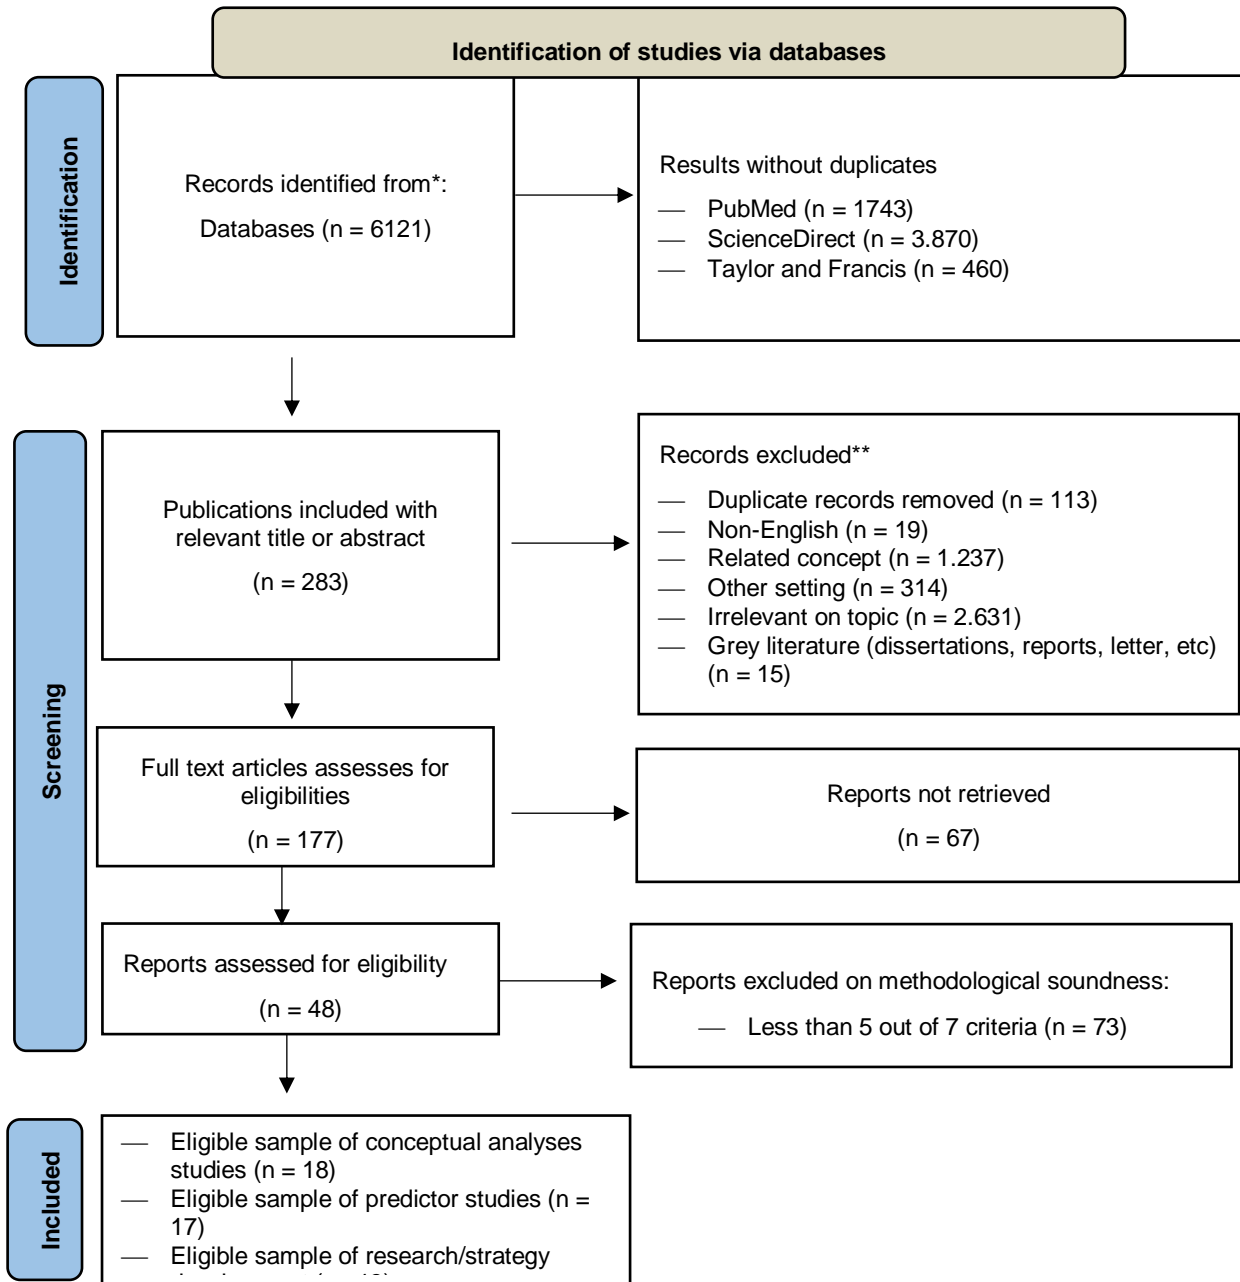 Identification of studies via databases
Identification
Records identified from*:
Databases (n = 6121)
Results without duplicates
— PubMed (n = 1743)
— ScienceDirect (n = 3.870)
— Taylor and Francis (n = 460)
Screening
Publications included with
relevant title or abstract
(n = 283)
Records excluded**
— Duplicate records removed (n = 113)
— Non-English (n = 19)
— Related concept (n = 1.237)
— Other setting (n = 314)
— Irrelevant on topic (n = 2.631)
— Grey literature (dissertations, reports, letter, etc)
(n = 15)
Full text articles assesses for
eligibilities
(n = 177)
Reports not retrieved
(n = 67)
Reports assessed for eligibility
(n = 48)
Reports excluded on methodological soundness:
— Less than 5 out of 7 criteria (n = 73)
Included
— Eligible sample of conceptual analyses
studies (n = 18)
— Eligible sample of predictor studies (n =
17)
— Eligible sample of research/strategy